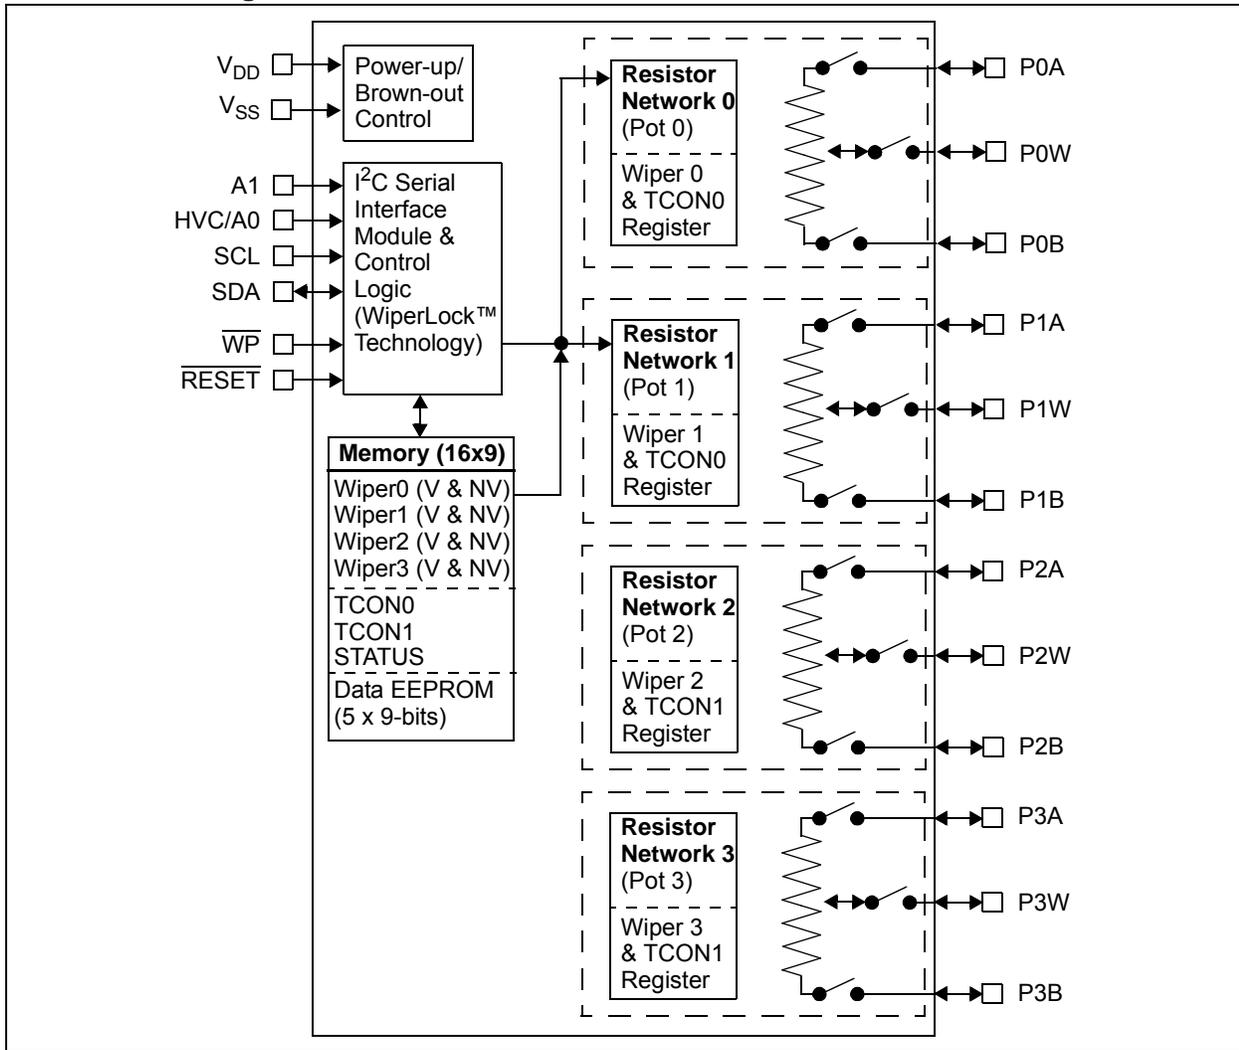 V_DD
V_SS
Power-up/
Brown-out
Control
A1
HVC/A0
SCL
SDA
WP
RESET
I²C Serial
Interface
Module &
Control
Logic
(WiperLock™
Technology)
Memory (16x9)
Wiper0 (V & NV)
Wiper1 (V & NV)
Wiper2 (V & NV)
Wiper3 (V & NV)
TCON0
TCON1
STATUS
Data EEPROM
(5 x 9-bits)
Resistor
Network 0
(Pot 0)
Wiper 0
& TCON0
Register
P0A
P0W
P0B
Resistor
Network 1
(Pot 1)
Wiper 1
& TCON0
Register
P1A
P1W
P1B
Resistor
Network 2
(Pot 2)
Wiper 2
& TCON1
Register
P2A
P2W
P2B
Resistor
Network 3
(Pot 3)
Wiper 3
& TCON1
Register
P3A
P3W
P3B